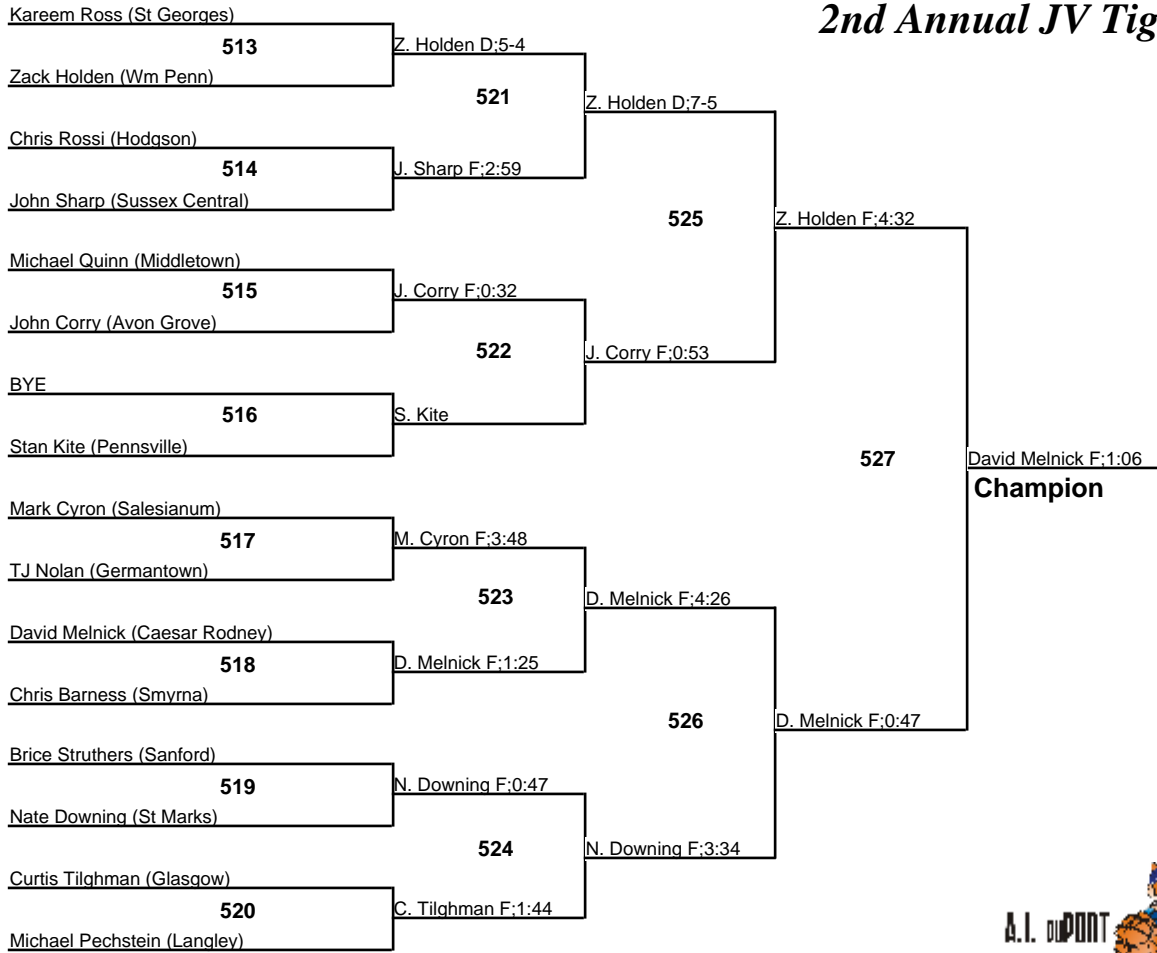 2nd Annual JV Tig
Kareem Ross (St Georges)
513
Zack Holden (Wm Penn)
Z. Holden D;5-4
521
Chris Rossi (Hodgson)
514
John Sharp (Sussex Central)
J. Sharp F;2:59
Z. Holden D;7-5
525
Michael Quinn (Middletown)
515
John Corry (Avon Grove)
J. Corry F;0:32
522
BYE
516
Stan Kite (Pennsville)
S. Kite
J. Corry F;0:53
Z. Holden F;4:32
527
Mark Cyron (Salesianum)
517
TJ Nolan (Germantown)
M. Cyron F;3:48
523
David Melnick (Caesar Rodney)
518
Chris Barness (Smyrna)
D. Melnick F;1:25
D. Melnick F;4:26
526
Brice Struthers (Sanford)
519
Nate Downing (St Marks)
N. Downing F;0:47
524
Curtis Tilghman (Glasgow)
520
Michael Pechstein (Langley)
C. Tilghman F;1:44
N. Downing F;3:34
D. Melnick F;0:47
David Melnick F;1:06
Champion
A.I. DUPONT